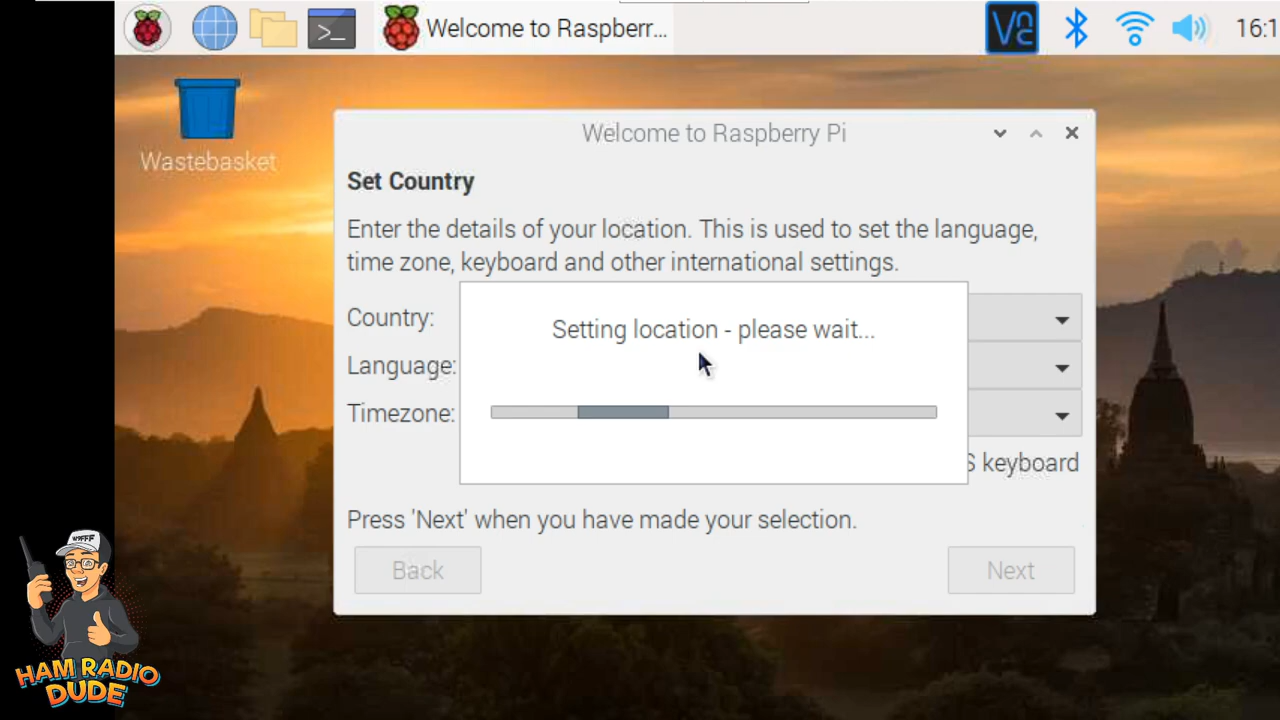 Welcome to Raspberr...
16:1
Wastebasket
Welcome to Raspberry Pi
Set Country
Enter the details of your location. This is used to set the language,
time zone, keyboard and other international settings.
Country:
Setting location - please wait...
Language:
Timezone:
S keyboard
Press 'Next' when you have made your selection.
Back
Next
W9FFF
HAM RADIO
DUDE